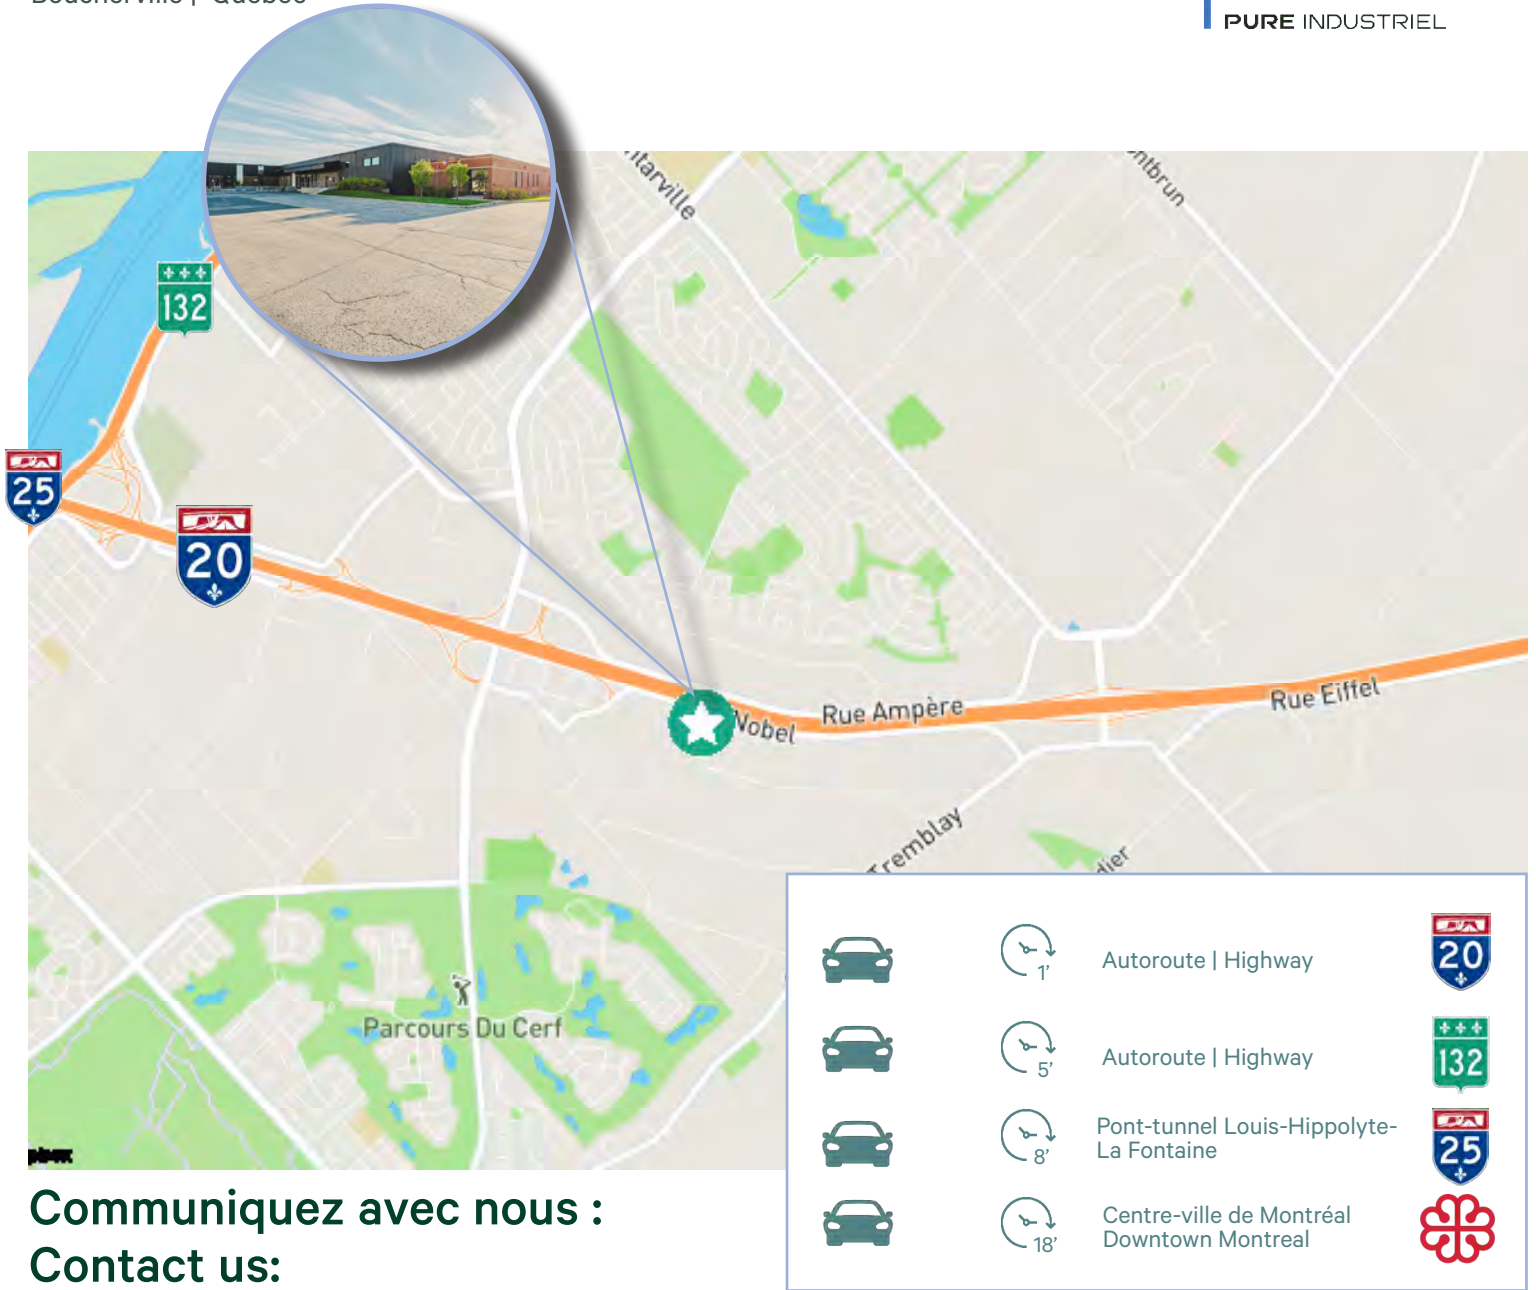 Boucherville | Québec
PURE INDUSTRIEL
132
25
20
Nobel
Rue Ampère
Rue Eiffel
Tremblay
Parcours Du Cerf
1'
Autoroute | Highway
20
5'
Autoroute | Highway
132
8'
Pont-tunnel Louis-Hippolyte-
La Fontaine
25
18'
Centre-ville de Montréal
Downtown Montreal
Communiquez avec nous :
Contact us: